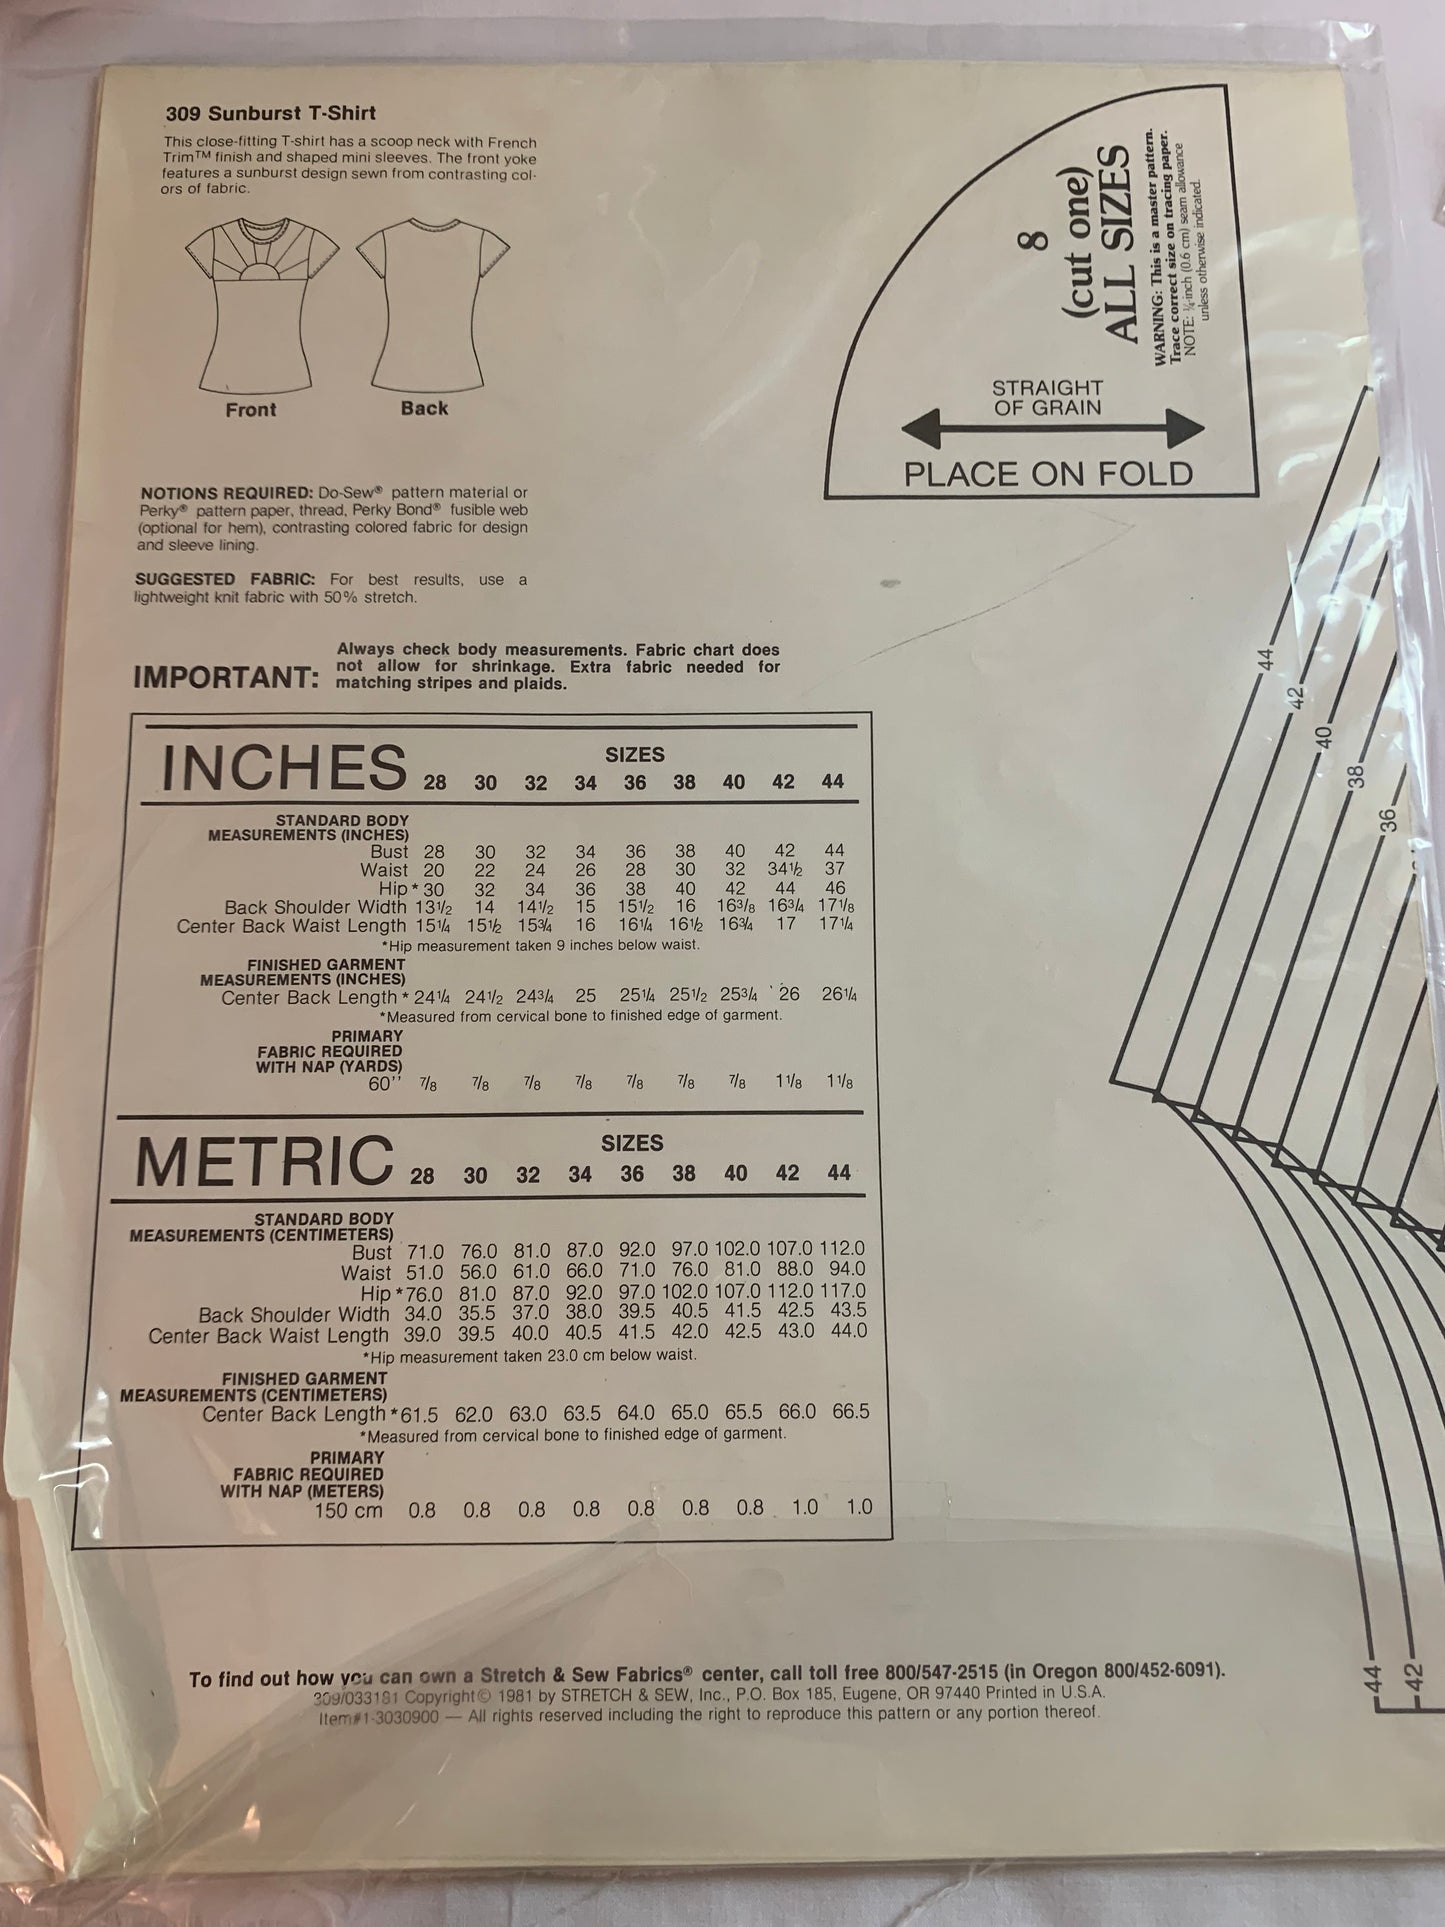 309 Sunburst T-Shirt
This close-fitting T-shirt has a scoop neck with French
Trim™ finish and shaped mini sleeves. The front yoke
features a sunburst design sewn from contrasting col-
ors of fabric.
Front
Back
NOTIONS REQUIRED: Do-Sew® pattern material or
Perky® pattern paper, thread, Perky Bond® fusible web
(optional for hem), contrasting colored fabric for design
and sleeve lining.
SUGGESTED FABRIC: For best results, use a
lightweight knit fabric with 50% stretch.
IMPORTANT:
Always check body measurements. Fabric chart does
not allow for shrinkage. Extra fabric needed for
matching stripes and plaids.
INCHES
SIZES
28 30 32 34 36 38 40 42 44
STANDARD BODY
MEASUREMENTS (INCHES)
Bust 28 30 32 34 36 38 40 42 44
Waist 20 22 24 26 28 30 32 34½ 37
Hip * 30 32 34 36 38 40 42 44 46
Back Shoulder Width 13½ 14 14½ 15 15½ 16 16⅜ 16¾ 17⅛
Center Back Waist Length 15¼ 15½ 15¾ 16 16¼ 16½ 16¾ 17 17¼
*Hip measurement taken 9 inches below waist.
FINISHED GARMENT
MEASUREMENTS (INCHES)
Center Back Length * 24¼ 24½ 24¾ 25 25¼ 25½ 25¾ 26 26¼
*Measured from cervical bone to finished edge of garment.
PRIMARY
FABRIC REQUIRED
WITH NAP (YARDS)
60'' ⅞ ⅞ ⅞ ⅞ ⅞ ⅞ ⅞ 1⅛ 1⅛
METRIC
SIZES
28 30 32 34 36 38 40 42 44
STANDARD BODY
MEASUREMENTS (CENTIMETERS)
Bust 71.0 76.0 81.0 87.0 92.0 97.0 102.0 107.0 112.0
Waist 51.0 56.0 61.0 66.0 71.0 76.0 81.0 88.0 94.0
Hip *76.0 81.0 87.0 92.0 97.0 102.0 107.0 112.0 117.0
Back Shoulder Width 34.0 35.5 37.0 38.0 39.5 40.5 41.5 42.5 43.5
Center Back Waist Length 39.0 39.5 40.0 40.5 41.5 42.0 42.5 43.0 44.0
*Hip measurement taken 23.0 cm below waist.
FINISHED GARMENT
MEASUREMENTS (CENTIMETERS)
Center Back Length *61.5 62.0 63.0 63.5 64.0 65.0 65.5 66.0 66.5
*Measured from cervical bone to finished edge of garment.
PRIMARY
FABRIC REQUIRED
WITH NAP (METERS)
150 cm 0.8 0.8 0.8 0.8 0.8 0.8 0.8 1.0 1.0
To find out how you can own a Stretch & Sew Fabrics® center, call toll free 800/547-2515 (in Oregon 800/452-6091).
309/033181 Copyright© 1981 by STRETCH & SEW, Inc., P.O. Box 185, Eugene, OR 97440 Printed in U.S.A.
Item#1-3030900 — All rights reserved including the right to reproduce this pattern or any portion thereof.
8
(cut one)
ALL SIZES
WARNING: This is a master pattern.
Trace correct size on tracing paper.
NOTE: ¼-inch (0.6 cm) seam allowance
unless otherwise indicated.
STRAIGHT
OF GRAIN
PLACE ON FOLD
44
42
40
38
36
44
42